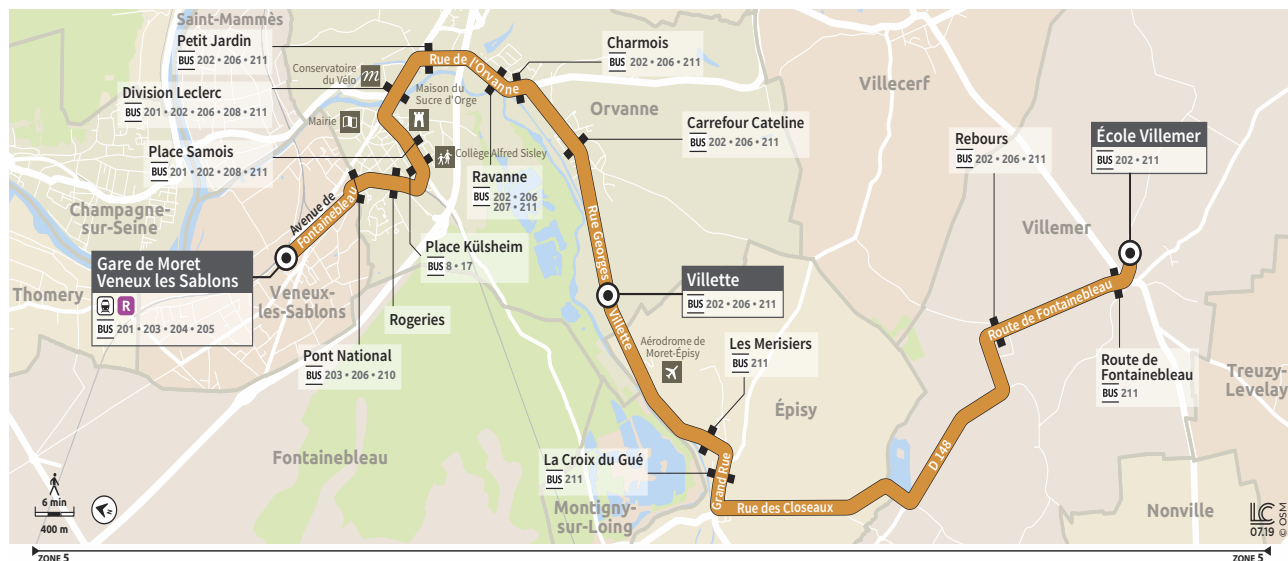 Saint-Mammès
Petit Jardin
BUS 202 • 206 • 211
Conservatoire
du Vélo
Division Leclerc
BUS 201 • 202 • 206 • 208 • 211
Maison du
Sucre d'Orge
Mairie
Place Samois
BUS 201 • 202 • 208 • 211
Collège Alfred Sisley
Rue de l'Orvanne
Charmois
BUS 202 • 206 • 211
Orvanne
Carrefour Cateline
BUS 202 • 206 • 211
Ravanne
BUS 202 • 206
207 • 211
Villecerf
Rebours
BUS 202 • 206 • 211
École Villemer
BUS 202 • 211
Champagne-
sur-Seine
Avenue de
Fontainebleau
Gare de Moret
Veneux les Sablons
R
BUS 201 • 203 • 204 • 205
Thomery
Veneux-
les-Sablons
Place Külsheim
BUS 8 • 17
Rogeries
Pont National
BUS 203 • 206 • 210
Rue Georges
Villette
Villette
BUS 202 • 206 • 211
Aérodrome de
Moret-Épisy
Les Merisiers
BUS 211
Villemer
Route de Fontainebleau
Route de
Fontainebleau
BUS 211
Treuzy-
Levelay
Épisy
Fontainebleau
La Croix du Gué
BUS 211
Grand Rue
Montigny-
sur-Loing
Rue des Closeaux
D 148
Nonville
6 min
400 m
LC
07.19
© OSM
ZONE 5
ZONE 5